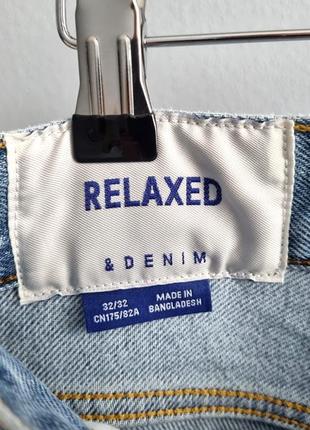 RELAXED
& DENIM
32/32
CN175/82A
MADE IN
BANGLADESH